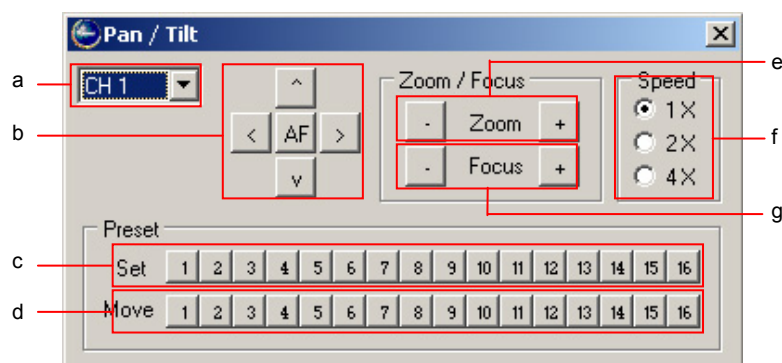 Pan / Tilt
a
CH 1
b
^
< AF >
v
Zoom / Focus
e
- Zoom +
- Focus +
g
Speed
1X
2X
4X
f
Preset
c
Set 1 2 3 4 5 6 7 8 9 10 11 12 13 14 15 16
d
Move 1 2 3 4 5 6 7 8 9 10 11 12 13 14 15 16